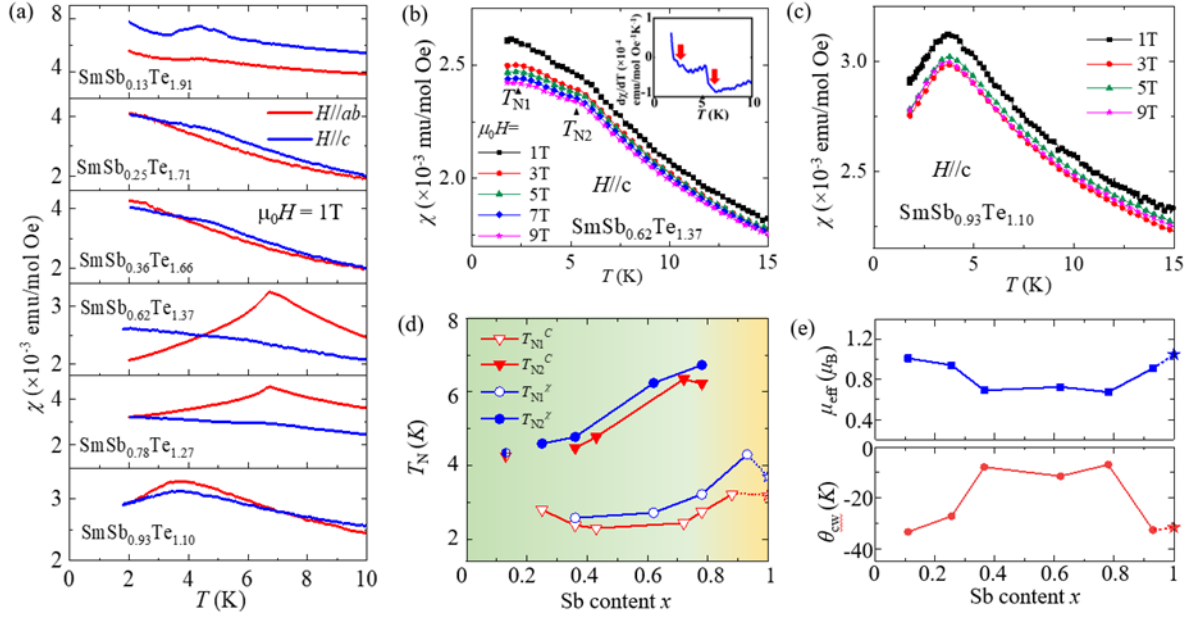 (a)
8
6
SmSb0.13Te1.91
4
2
H//ab
H//c
SmSb0.25Te1.71
4
2
μ0H = 1T
SmSb0.36Te1.66
3
2
SmSb0.62Te1.37
4
2
SmSb0.78Te1.27
3
2
SmSb0.93Te1.10
χ (×10⁻³ emu/mol Oe)
0 2 4 6 8 10
T (K)
(b)
2.5
2.0
χ (×10⁻³ mu/mol Oe)
TN1
TN2
μ0H=
1T
3T
5T
7T
9T
H//c
SmSb0.62Te1.37
0 5 10 15
T (K)
dχ/dT (×10⁻⁴
emu/mol Oe¹K⁻¹)
0
-1
0 5 10
T (K)
(c)
3.0
2.5
χ (×10⁻³ emu/mol Oe)
1T
3T
5T
9T
H//c
SmSb0.93Te1.10
0 5 10 15
T (K)
(d)
8
6
4
2
TN (K)
TN1C
TN2C
TN1χ
TN2χ
0 0.2 0.4 0.6 0.8 1
Sb content x
(e)
1.2
0.8
0.4
μeff (μB)
0
-20
-40
θcw (K)
0 0.2 0.4 0.6 0.8 1
Sb content x